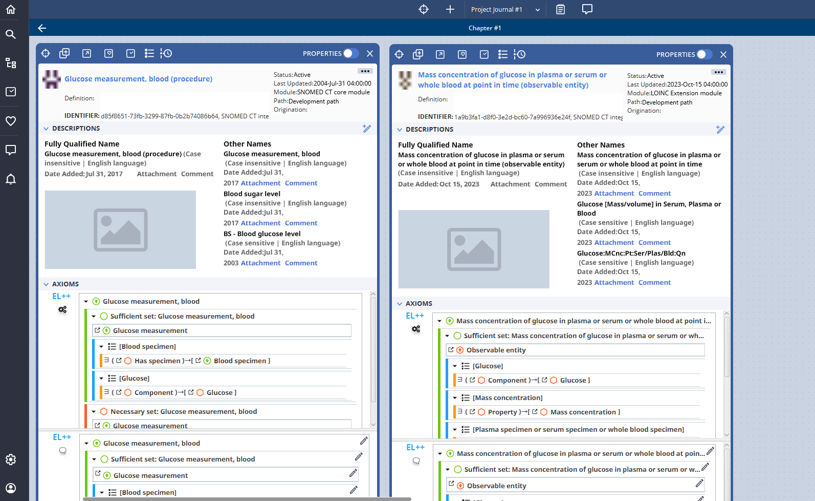 Project Journal #1
Chapter #1
PROPERTIES
Glucose measurement, blood (procedure)
Status:Active
Last Updated:2004-Jul-31 04:00:00
Module:SNOMED CT core module
Path:Development path
Origination:
Definition:
IDENTIFIER: d85f8651-73fb-3299-87fb-0b2b74086b64, SNOMED CT inte
DESCRIPTIONS
Fully Qualified Name
Glucose measurement, blood (procedure) (Case
insensitive | English language)
Date Added:Jul 31, 2017 Attachment Comment
Other Names
Glucose measurement, blood
(Case insensitive | English language)
Date Added:Jul 31,
2017 Attachment Comment
Blood sugar level
(Case insensitive | English language)
Date Added:Jul 31,
2017 Attachment Comment
BS - Blood glucose level
(Case sensitive | English language)
Date Added:Jul 31,
2003 Attachment Comment
AXIOMS
EL++
Glucose measurement, blood
Sufficient set: Glucose measurement, blood
Glucose measurement
[Blood specimen]
∃ ( Has specimen )→[ Blood specimen ]
[Glucose]
∃ ( Component )→[ Glucose ]
Necessary set: Glucose measurement, blood
Glucose measurement
EL++
Glucose measurement, blood
Sufficient set: Glucose measurement, blood
Glucose measurement
[Blood specimen]
PROPERTIES
Mass concentration of glucose in plasma or serum or
whole blood at point in time (observable entity)
Status:Active
Last Updated:2023-Oct-15 04:00:00
Module:LOINC Extension module
Path:Development path
Origination:
Definition:
IDENTIFIER: 1a9b3fa1-d8f0-3e2d-bc60-7a996936e24f, SNOMED CT inte
DESCRIPTIONS
Fully Qualified Name
Mass concentration of glucose in plasma or serum
or whole blood at point in time (observable entity)
(Case insensitive | English language)
Date Added:Oct 15, 2023 Attachment Comment
Other Names
Mass concentration of glucose in plasma or
serum or whole blood at point in time
(Case insensitive | English language)
Date Added:Oct 15,
2023 Attachment Comment
Glucose [Mass/volume] in Serum, Plasma or
Blood
(Case sensitive | English language)
Date Added:Oct 15,
2023 Attachment Comment
Glucose:MCnc:Pt:Ser/Plas/Bld:Qn
(Case sensitive | English language)
Date Added:Oct 15,
2023 Attachment Comment
AXIOMS
EL++
Mass concentration of glucose in plasma or serum or whole blood at point i...
Sufficient set: Mass concentration of glucose in plasma or serum or wh...
Observable entity
[Glucose]
∃ ( Component )→[ Glucose ]
[Mass concentration]
∃ ( Property )→[ Mass concentration ]
[Plasma specimen or serum specimen or whole blood specimen]
EL++
Mass concentration of glucose in plasma or serum or whole blood at poin...
Sufficient set: Mass concentration of glucose in plasma or serum or w...
Observable entity
[Glucose]